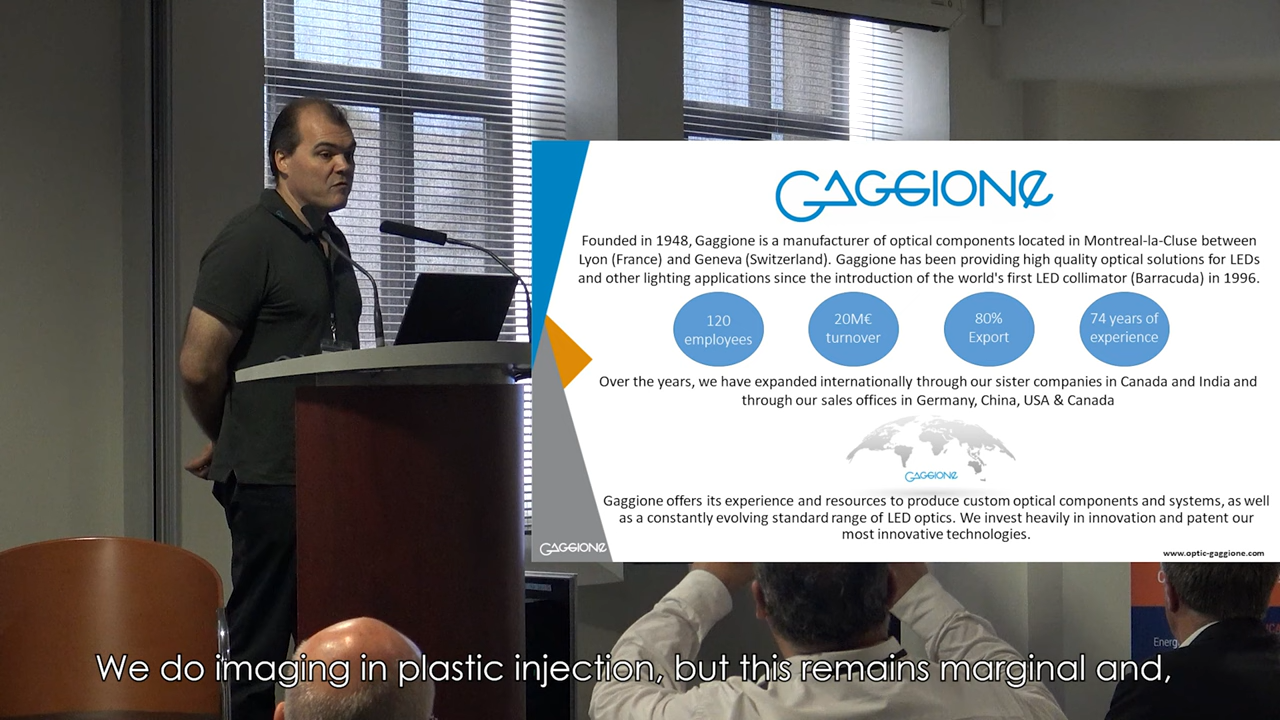 GAGGIONE
Founded in 1948, Gaggione is a manufacturer of optical components located in Montreal-la-Cluse between
Lyon (France) and Geneva (Switzerland). Gaggione has been providing high quality optical solutions for LEDs
and other lighting applications since the introduction of the world's first LED collimator (Barracuda) in 1996.
120
employees
20M€
turnover
80%
Export
74 years of
experience
Over the years, we have expanded internationally through our sister companies in Canada and India and
through our sales offices in Germany, China, USA & Canada
GAGGIONE
Gaggione offers its experience and resources to produce custom optical components and systems, as well
as a constantly evolving standard range of LED optics. We invest heavily in innovation and patent our
most innovative technologies.
GAGGIONE
www.optic-gaggione.com
Energ
We do imaging in plastic injection, but this remains marginal and,